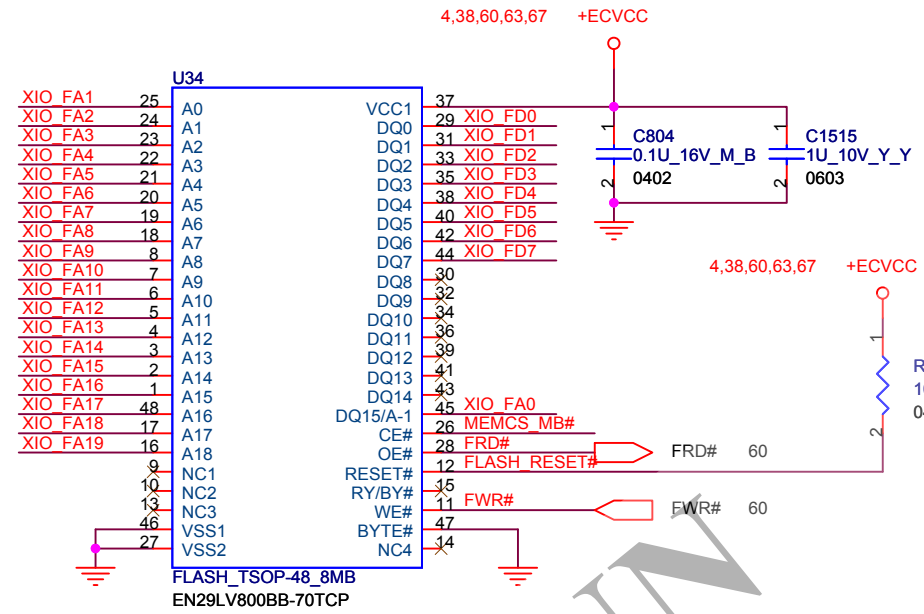 4,38,60,63,67 +ECVCC
U34
XIO_FA1 25 A0 VCC1 37
XIO_FA2 24 A1 DQ0 29 XIO_FD0
XIO_FA3 23 A2 DQ1 31 XIO_FD1
XIO_FA4 22 A3 DQ2 33 XIO_FD2
XIO_FA5 21 A4 DQ3 35 XIO_FD3
XIO_FA6 20 A5 DQ4 38 XIO_FD4
XIO_FA7 19 A6 DQ5 40 XIO_FD5
XIO_FA8 18 A7 DQ6 42 XIO_FD6
XIO_FA9 8 A8 DQ7 44 XIO_FD7
XIO_FA10 7 A9 DQ8 30
XIO_FA11 6 A10 DQ9 32
XIO_FA12 5 A11 DQ10 34
XIO_FA13 4 A12 DQ11 36
XIO_FA14 3 A13 DQ12 39
XIO_FA15 2 A14 DQ13 41
XIO_FA16 1 A15 DQ14 43
XIO_FA17 48 A16 DQ15/A-1 45 XIO_FA0
XIO_FA18 17 A17 CE# 26 MEMCS_MB#
XIO_FA19 16 A18 OE# 28 FRD#
9 NC1 RESET# 12 FLASH_RESET#
10 NC2 RY/BY# 15
13 NC3 WE# 11 FWR#
46 VSS1 BYTE# 47
27 VSS2 NC4 14
FLASH_TSOP-48_8MB
EN29LV800BB-70TCP
1
C804
0.1U_16V_M_B
2 0402
1
C1515
1U_10V_Y_Y
2 0603
4,38,60,63,67 +ECVCC
1
2
FRD# 60
FWR# 60